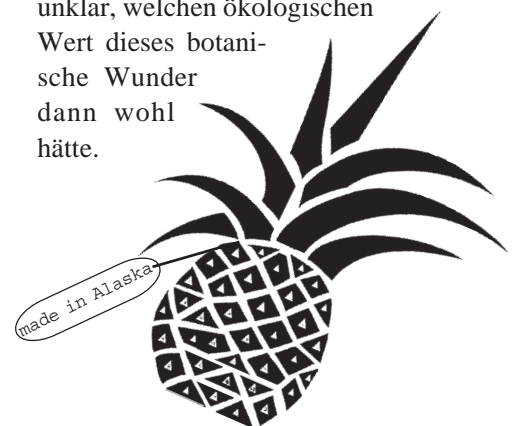 unklar, welchen ökologischen
Wert dieses botani-
sche Wunder
dann wohl
hätte.
made in Alaska